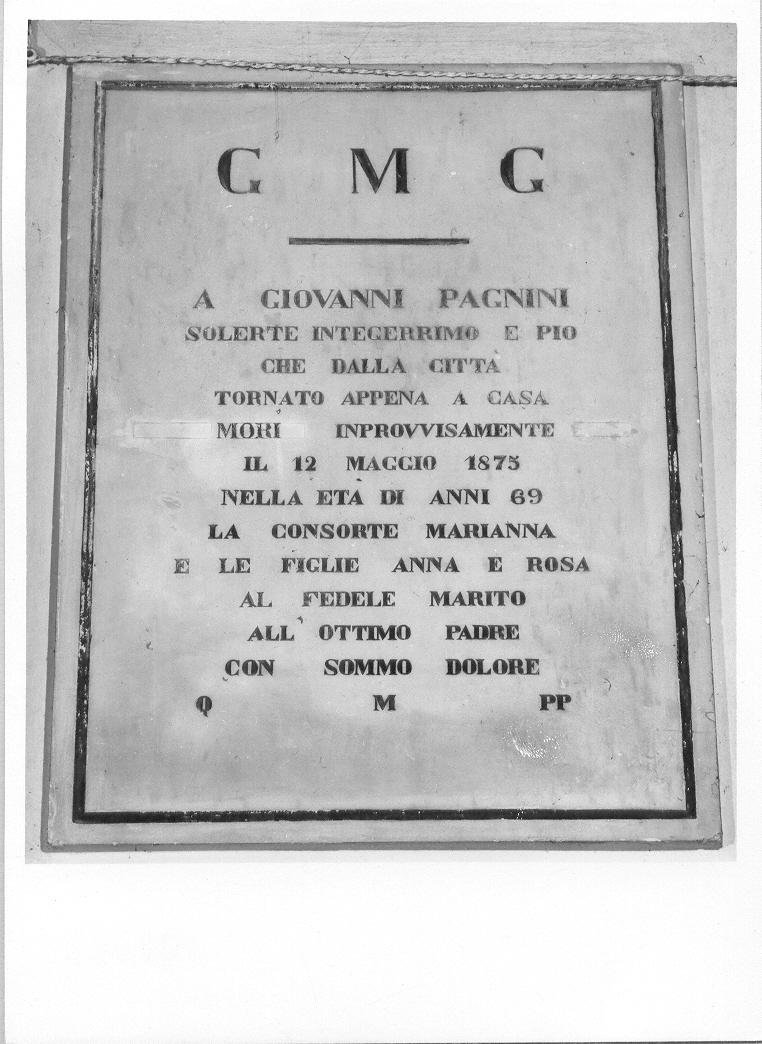 G M G
A GIOVANNI PAGNINI
SOLERTE INTEGERRIMO E PIO
CHE DALLA CITTA
TORNATO APPENA A CASA
MORI INPROVVISAMENTE
IL 12 MAGGIO 1875
NELLA ETA DI ANNI 69
LA CONSORTE MARIANNA
E LE FIGLIE ANNA E ROSA
AL FEDELE MARITO
ALL' OTTIMO PADRE
CON SOMMO DOLORE
Q M PP